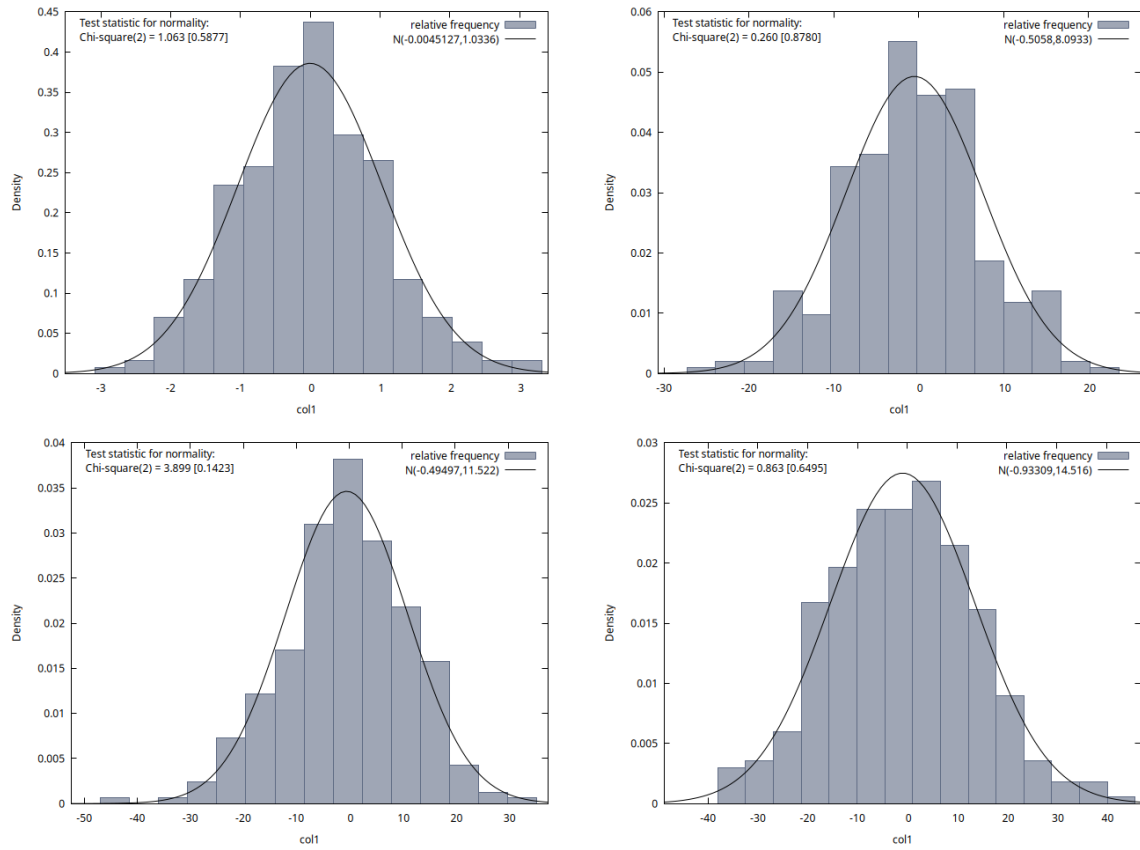 0.45
0.4
0.35
0.3
0.25
0.2
0.15
0.1
0.05
0
Density
Test statistic for normality:
Chi-square(2) = 1.063 [0.5877]
relative frequency
N(-0.0045127,1.0336)
-3 -2 -1 0 1 2 3
col1
0.06
0.05
0.04
0.03
0.02
0.01
0
Density
Test statistic for normality:
Chi-square(2) = 0.260 [0.8780]
relative frequency
N(-0.5058,8.0933)
-30 -20 -10 0 10 20
col1
0.04
0.035
0.03
0.025
0.02
0.015
0.01
0.005
0
Density
Test statistic for normality:
Chi-square(2) = 3.899 [0.1423]
relative frequency
N(-0.49497,11.522)
-50 -40 -30 -20 -10 0 10 20 30
col1
0.03
0.025
0.02
0.015
0.01
0.005
0
Density
Test statistic for normality:
Chi-square(2) = 0.863 [0.6495]
relative frequency
N(-0.93309,14.516)
-40 -30 -20 -10 0 10 20 30 40
col1